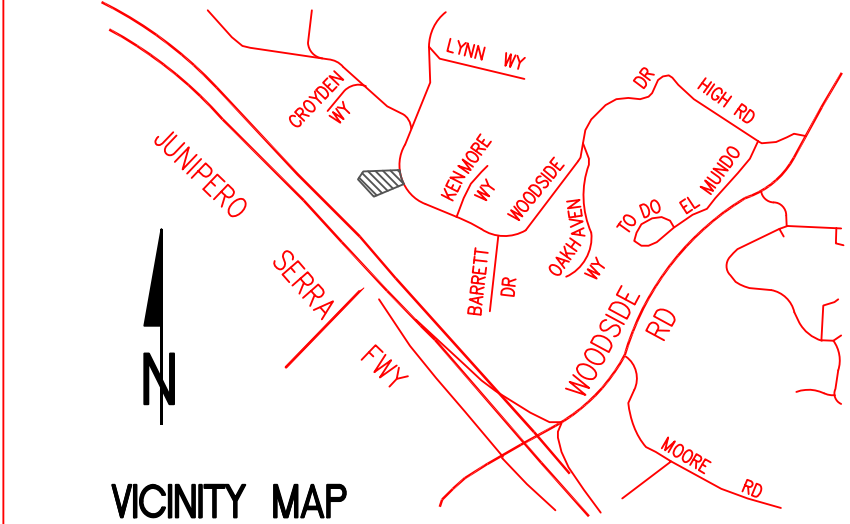 LYNN WY
CROYDEN
WY
DR
HIGH RD
JUNIPERO
KENMORE
WY
WOODSIDE
EL MUNDO
TO DO
OAKHAVEN
WY
BARRETT
DR
SERRA
WOODSIDE
RD
FWY
N
MOORE RD
VICINITY MAP